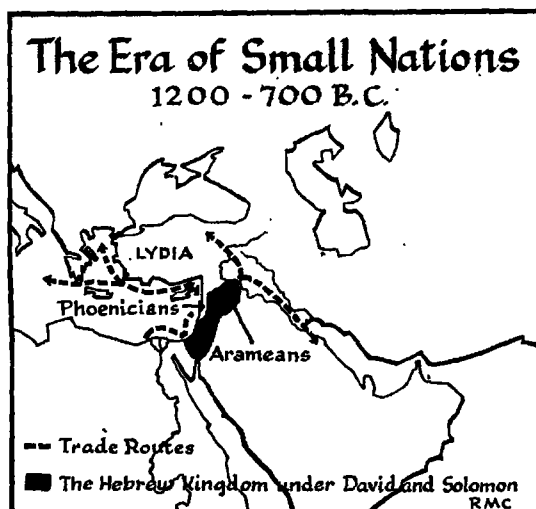 The Era of Small Nations
1200 - 700 B.C.
LYDIA
Phoenicians
Arameans
Trade Routes
The Hebrew Kingdom under David and Solomon
RMC